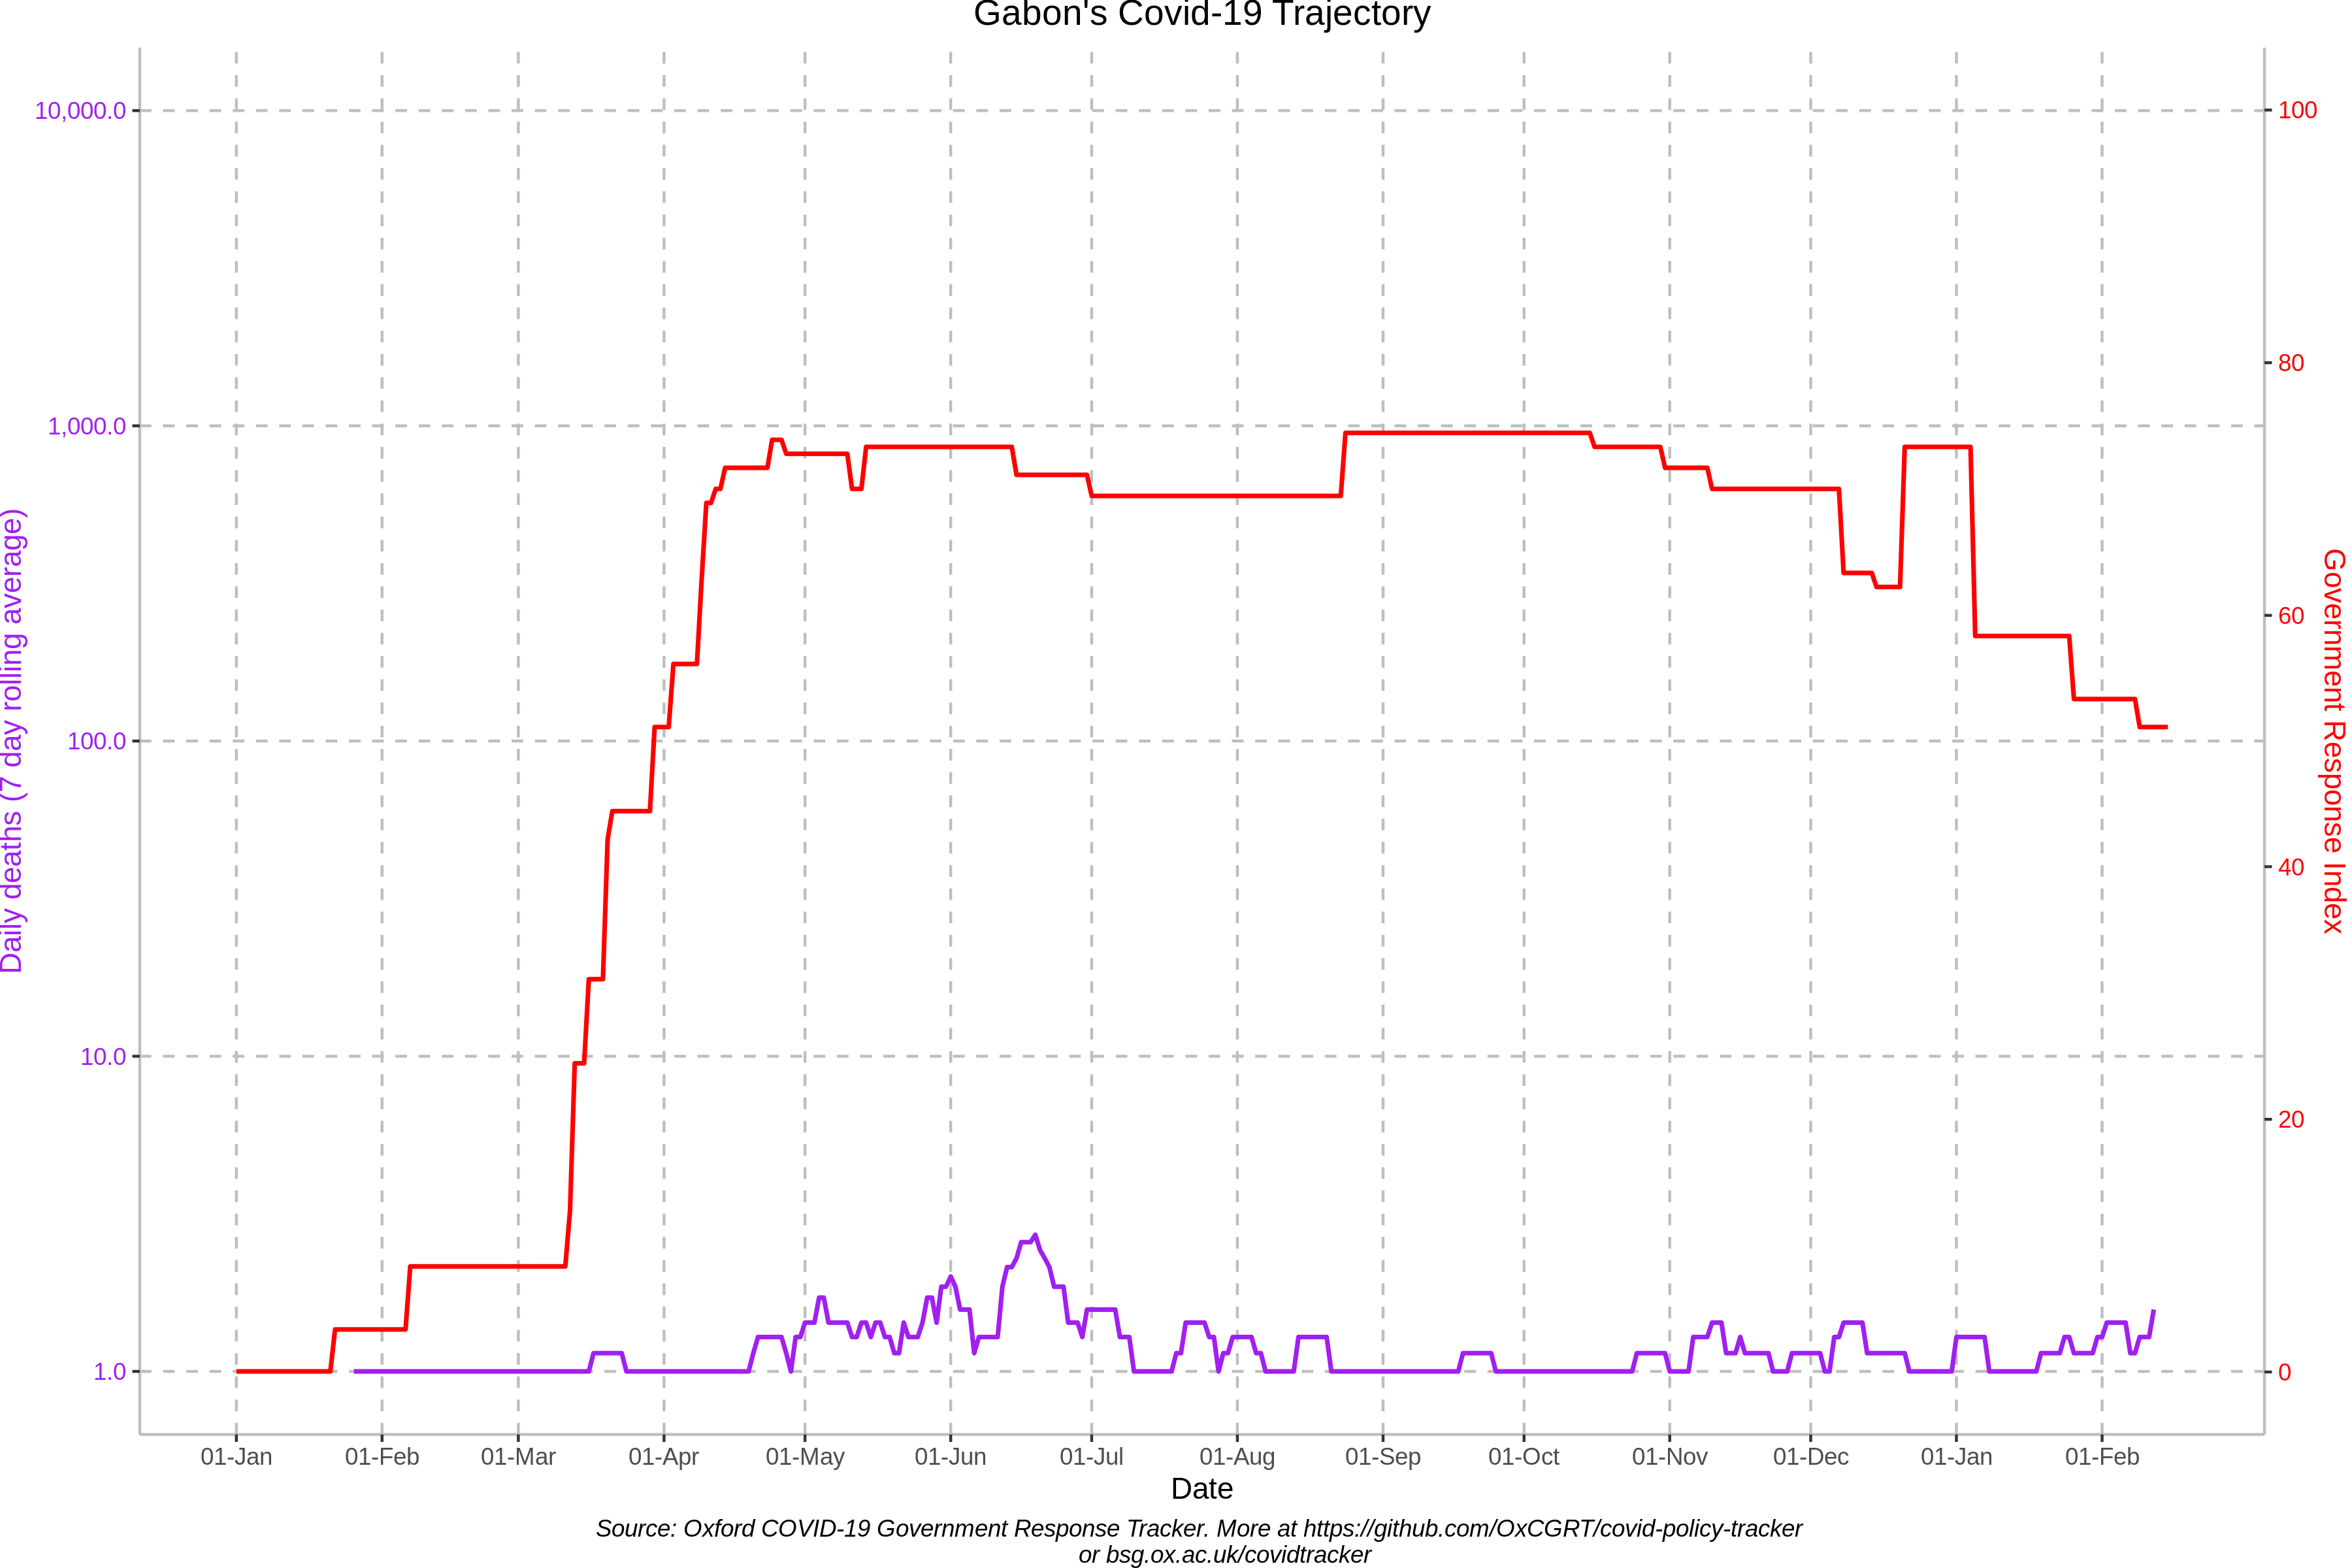 Gabon's Covid-19 Trajectory
10,000.0
1,000.0
100.0
10.0
1.0
Daily deaths (7 day rolling average)
100
80
60
40
20
0
Government Response Index
01-Jan
01-Feb
01-Mar
01-Apr
01-May
01-Jun
01-Jul
01-Aug
01-Sep
01-Oct
01-Nov
01-Dec
01-Jan
01-Feb
Date
Source: Oxford COVID-19 Government Response Tracker. More at https://github.com/OxCGRT/covid-policy-tracker
or bsg.ox.ac.uk/covidtracker